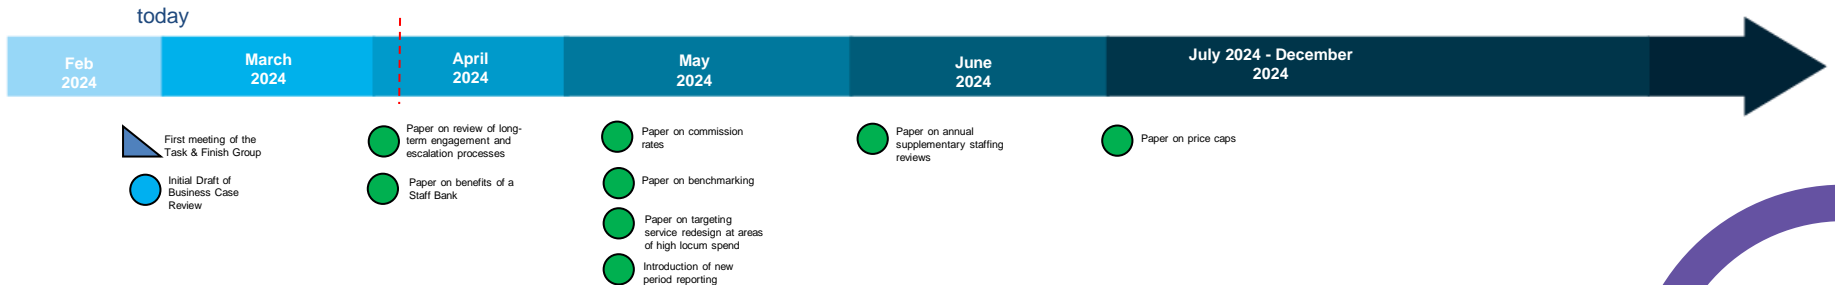 today
Feb
2024
March
2024
April
2024
May
2024
June
2024
July 2024 - December
2024
First meeting of the
Task & Finish Group
Initial Draft of
Business Case
Review
Paper on review of long-
term engagement and
escalation processes
Paper on benefits of a
Staff Bank
Paper on commission
rates
Paper on benchmarking
Paper on targeting
service redesign at areas
of high locum spend
Introduction of new
period reporting
Paper on annual
supplementary staffing
reviews
Paper on price caps